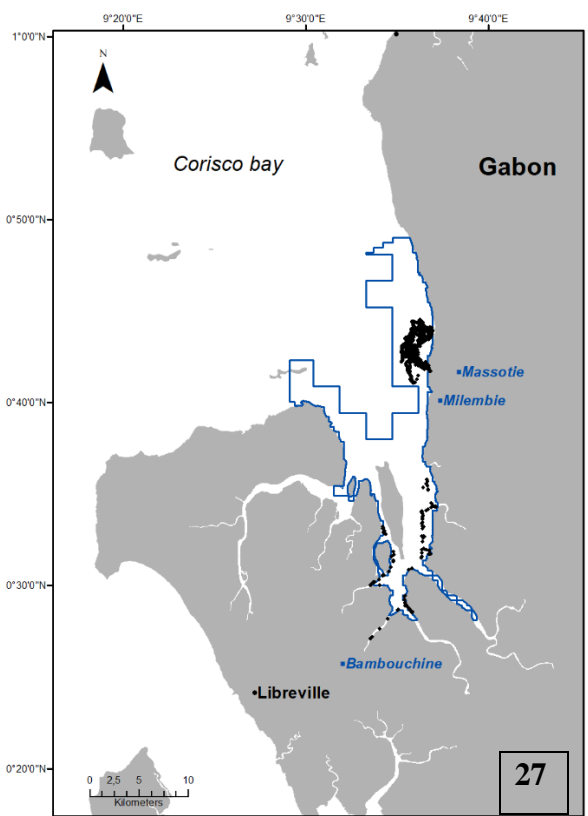 9°20'0"E 9°30'0"E 9°40'0"E
1°0'0"N
N
Corisco bay
Gabon
0°50'0"N
Massotie
0°40'0"N
Milembie
0°30'0"N
Bambouchine
Libreville
0°20'0"N
0 2,5 5 10
Kilometers
27